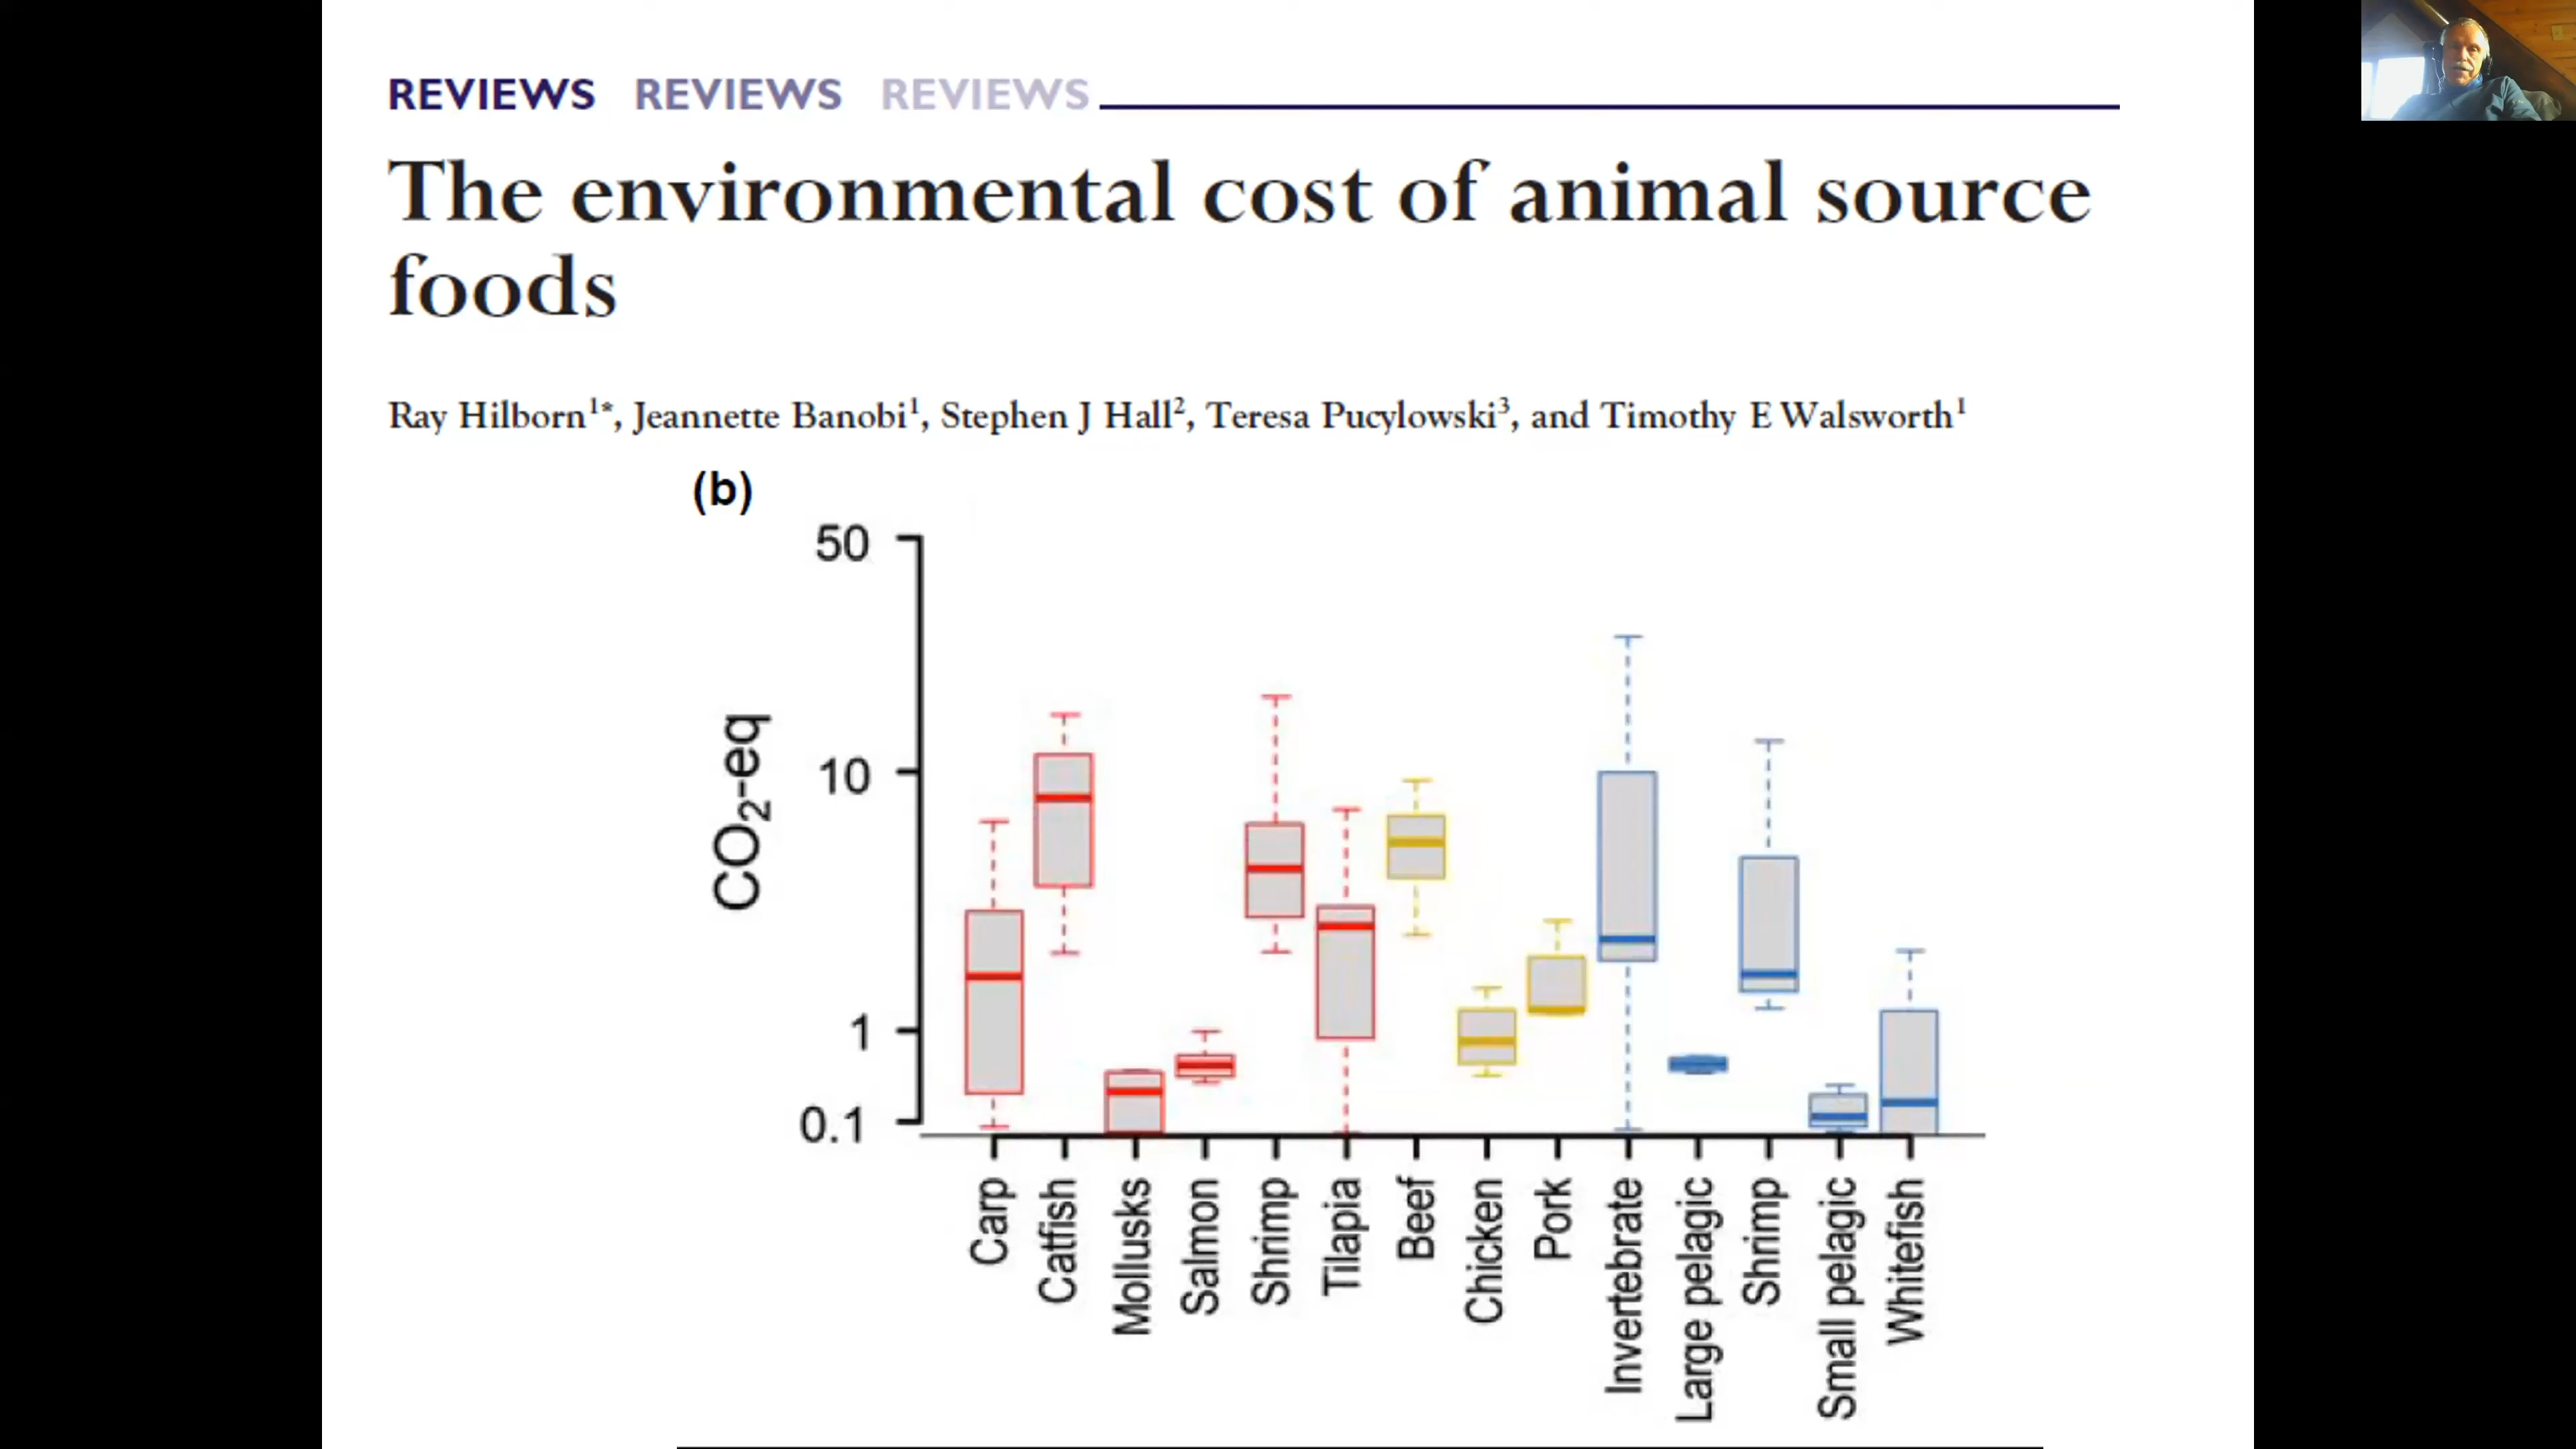 REVIEWS REVIEWS REVIEWS
The environmental cost of animal source
foods
Ray Hilborn1*, Jeannette Banobi1, Stephen J Hall2, Teresa Pucylowski3, and Timothy E Walsworth1
(b)
50
10
1
0.1
CO2-eq
Carp
Catfish
Mollusks
Salmon
Shrimp
Tilapia
Beef
Chicken
Pork
Invertebrate
Large pelagic
Shrimp
Small pelagic
Whitefish